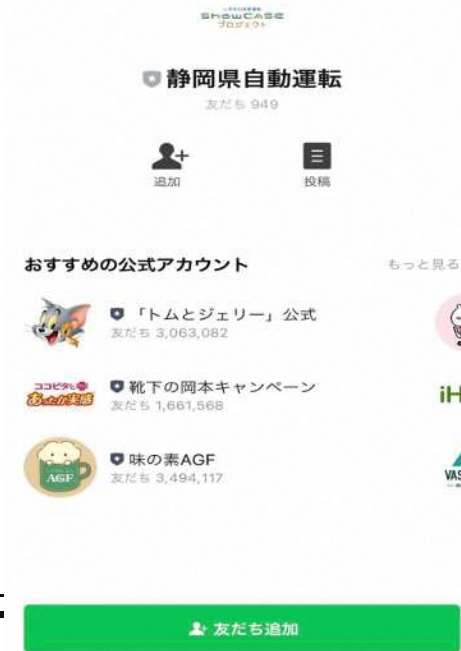 SHOWCASE
プロジェクト
静岡県自動運転
友だち 949
追加
投稿
おすすめの公式アカウント
もっと見る
「トムとジェリー」公式
友だち 3,063,082
ココピタと
あったか実感
靴下の岡本キャンペーン
友だち 1,661,568
iH
AGF
味の素AGF
友だち 3,494,117
VAS
友だち追加